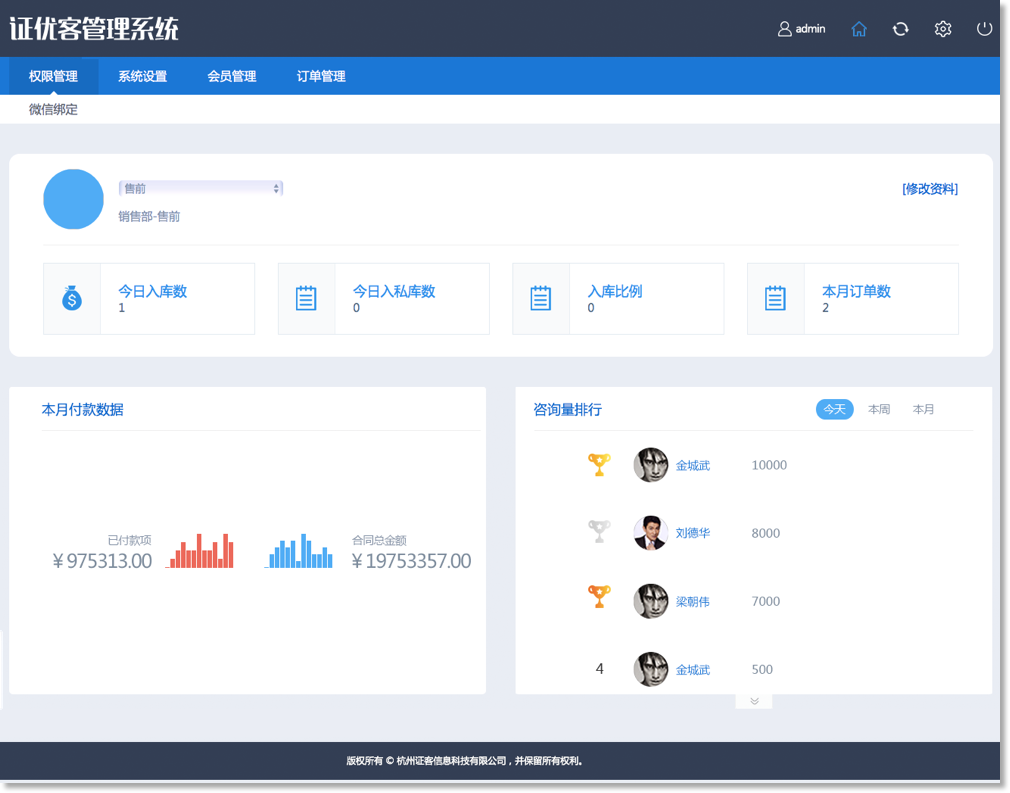 证优客管理系统
admin
权限管理 系统设置 会员管理 订单管理
微信绑定
售前
[修改资料]
销售部-售前
今日入库数
1
今日入私库数
0
入库比例
0
本月订单数
2
本月付款数据
已付款项
¥975313.00
合同总金额
¥19753357.00
咨询量排行
今天 本周 本月
金城武 10000
刘德华 8000
梁朝伟 7000
4 金城武 500
版权所有 © 杭州证客信息科技有限公司，并保留所有权利。